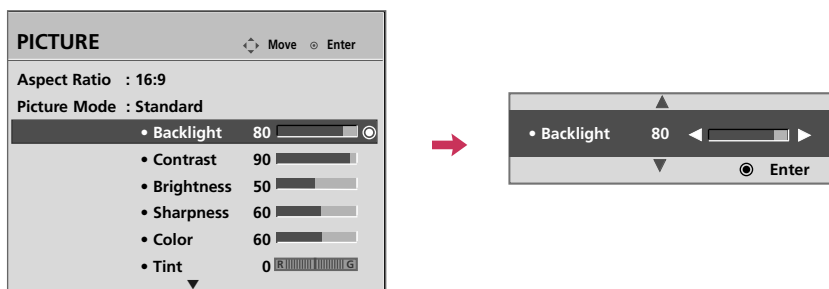 PICTURE
Move
Enter
Aspect Ratio : 16:9
Picture Mode : Standard
• Backlight 80
• Contrast 90
• Brightness 50
• Sharpness 60
• Color 60
• Tint 0 R G
• Backlight 80
Enter